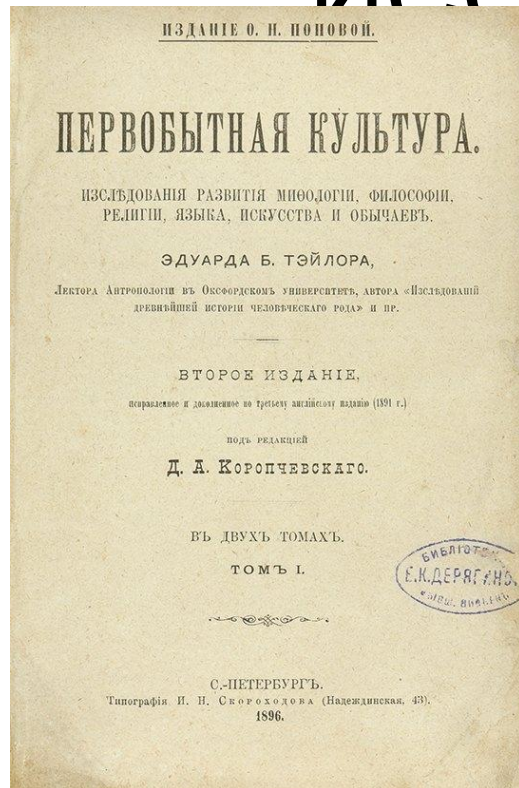 ИЗДАНІЕ О. Н. ПОПОВОЙ.
ПЕРВОБЫТНАЯ КУЛЬТУРА.
ИЗСЛѢДОВАНІЯ РАЗВИТІЯ МИѲОЛОГІИ, ФИЛОСОФІИ,
РЕЛИГІИ, ЯЗЫКА, ИСКУССТВА И ОБЫЧАЕВЪ.
ЭДУАРДА Б. ТЭЙЛОРА,
Лектора Антропологіи въ Оксфордскомъ университетѣ, автора «Изслѣдованій
древнѣйшей исторіи человѣческаго рода» и пр.
ВТОРОЕ ИЗДАНІЕ,
исправленное и дополненное по третьему англійскому изданію (1891 г.)
ПОДЪ РЕДАКЦІЕЙ
Д. А. Коропчевскаго.
ВЪ ДВУХЪ ТОМАХЪ.
ТОМЪ I.
Е.К.ДЕРЯГИНО
С.-ПЕТЕРБУРГЪ.
Типографія И. Н. Скороходова (Надеждинская, 43).
1896.